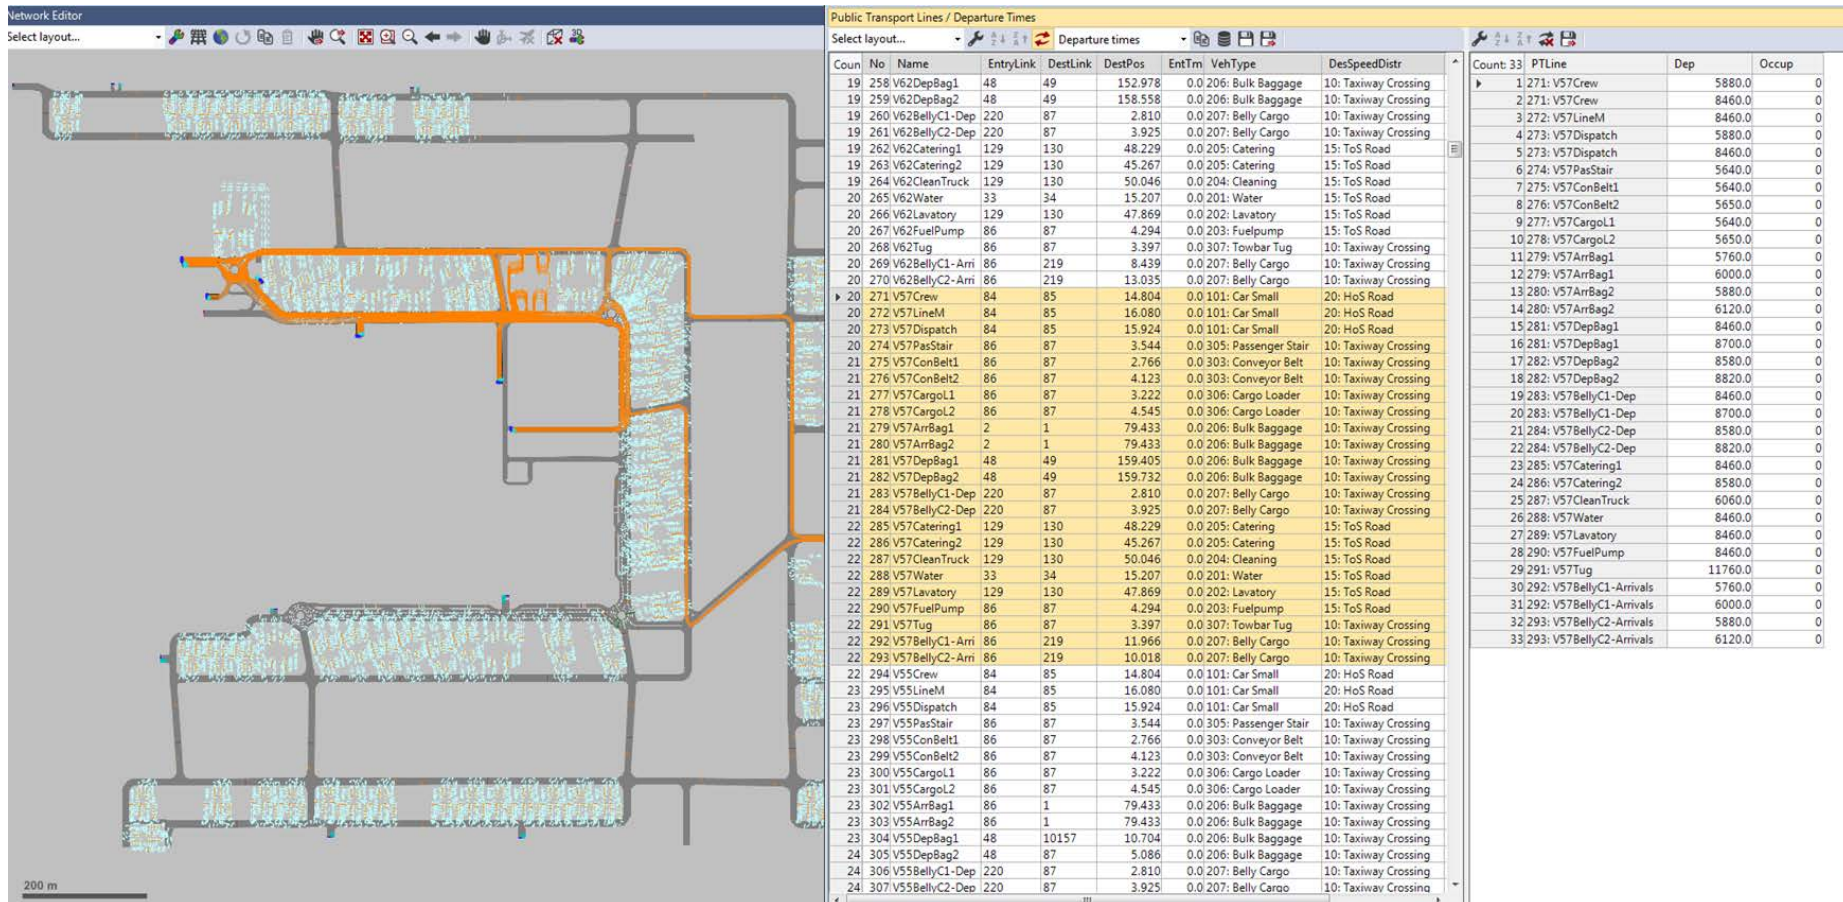 Network Editor
Select layout...
200 m
Public Transport Lines / Departure Times
Select layout... Departure times
Coun No Name EntryLink DestLink DestPos EntTm VehType DesSpeedDistr
19 258 V62DepBag1 48 49 152.978 0.0 206: Bulk Baggage 10: Taxiway Crossing
19 259 V62DepBag2 48 49 158.558 0.0 206: Bulk Baggage 10: Taxiway Crossing
19 260 V62BellyC1-Dep 220 87 2.810 0.0 207: Belly Cargo 10: Taxiway Crossing
19 261 V62BellyC2-Dep 220 87 3.925 0.0 207: Belly Cargo 10: Taxiway Crossing
19 262 V62Catering1 129 130 48.229 0.0 205: Catering 15: ToS Road
19 263 V62Catering2 129 130 45.267 0.0 205: Catering 15: ToS Road
19 264 V62CleanTruck 129 130 50.046 0.0 204: Cleaning 15: ToS Road
20 265 V62Water 33 34 15.207 0.0 201: Water 15: ToS Road
20 266 V62Lavatory 129 130 47.869 0.0 202: Lavatory 15: ToS Road
20 267 V62FuelPump 86 87 4.294 0.0 203: Fuelpump 15: ToS Road
20 268 V62Tug 86 87 3.397 0.0 307: Towbar Tug 10: Taxiway Crossing
20 269 V62BellyC1-Arri 86 219 8.439 0.0 207: Belly Cargo 10: Taxiway Crossing
20 270 V62BellyC2-Arri 86 219 13.035 0.0 207: Belly Cargo 10: Taxiway Crossing
20 271 V57Crew 84 85 14.804 0.0 101: Car Small 20: HoS Road
20 272 V57LineM 84 85 16.080 0.0 101: Car Small 20: HoS Road
20 273 V57Dispatch 84 85 15.924 0.0 101: Car Small 20: HoS Road
20 274 V57PasStair 86 87 3.544 0.0 305: Passenger Stair 10: Taxiway Crossing
21 275 V57ConBelt1 86 87 2.766 0.0 303: Conveyor Belt 10: Taxiway Crossing
21 276 V57ConBelt2 86 87 4.123 0.0 303: Conveyor Belt 10: Taxiway Crossing
21 277 V57CargoL1 86 87 3.222 0.0 306: Cargo Loader 10: Taxiway Crossing
21 278 V57CargoL2 86 87 4.545 0.0 306: Cargo Loader 10: Taxiway Crossing
21 279 V57ArrBag1 2 1 79.433 0.0 206: Bulk Baggage 10: Taxiway Crossing
21 280 V57ArrBag2 2 1 79.433 0.0 206: Bulk Baggage 10: Taxiway Crossing
21 281 V57DepBag1 48 49 159.405 0.0 206: Bulk Baggage 10: Taxiway Crossing
21 282 V57DepBag2 48 49 159.732 0.0 206: Bulk Baggage 10: Taxiway Crossing
21 283 V57BellyC1-Dep 220 87 2.810 0.0 207: Belly Cargo 10: Taxiway Crossing
21 284 V57BellyC2-Dep 220 87 3.925 0.0 207: Belly Cargo 10: Taxiway Crossing
22 285 V57Catering1 129 130 48.229 0.0 205: Catering 15: ToS Road
22 286 V57Catering2 129 130 45.267 0.0 205: Catering 15: ToS Road
22 287 V57CleanTruck 129 130 50.046 0.0 204: Cleaning 15: ToS Road
22 288 V57Water 33 34 15.207 0.0 201: Water 15: ToS Road
22 289 V57Lavatory 129 130 47.869 0.0 202: Lavatory 15: ToS Road
22 290 V57FuelPump 86 87 4.294 0.0 203: Fuelpump 15: ToS Road
22 291 V57Tug 86 87 3.397 0.0 307: Towbar Tug 10: Taxiway Crossing
22 292 V57BellyC1-Arri 86 219 11.966 0.0 207: Belly Cargo 10: Taxiway Crossing
22 293 V57BellyC2-Arri 86 219 10.018 0.0 207: Belly Cargo 10: Taxiway Crossing
22 294 V55Crew 84 85 14.804 0.0 101: Car Small 20: HoS Road
23 295 V55LineM 84 85 16.080 0.0 101: Car Small 20: HoS Road
23 296 V55Dispatch 84 85 15.924 0.0 101: Car Small 20: HoS Road
23 297 V55PasStair 86 87 3.544 0.0 305: Passenger Stair 10: Taxiway Crossing
23 298 V55ConBelt1 86 87 2.766 0.0 303: Conveyor Belt 10: Taxiway Crossing
23 299 V55ConBelt2 86 87 4.123 0.0 303: Conveyor Belt 10: Taxiway Crossing
23 300 V55CargoL1 86 87 3.222 0.0 306: Cargo Loader 10: Taxiway Crossing
23 301 V55CargoL2 86 87 4.545 0.0 306: Cargo Loader 10: Taxiway Crossing
23 302 V55ArrBag1 86 1 79.433 0.0 206: Bulk Baggage 10: Taxiway Crossing
23 303 V55ArrBag2 86 1 79.433 0.0 206: Bulk Baggage 10: Taxiway Crossing
23 304 V55DepBag1 48 10157 10.704 0.0 206: Bulk Baggage 10: Taxiway Crossing
24 305 V55DepBag2 48 87 5.086 0.0 206: Bulk Baggage 10: Taxiway Crossing
24 306 V55BellyC1-Dep 220 87 2.810 0.0 207: Belly Cargo 10: Taxiway Crossing
24 307 V55BellyC2-Dep 220 87 3.925 0.0 207: Belly Cargo 10: Taxiway Crossing
Count: 33 PTLine Dep Occup
1 271: V57Crew 5880.0 0
2 271: V57Crew 8460.0 0
3 272: V57LineM 8460.0 0
4 273: V57Dispatch 5880.0 0
5 273: V57Dispatch 8460.0 0
6 274: V57PasStair 5640.0 0
7 275: V57ConBelt1 5640.0 0
8 276: V57ConBelt2 5650.0 0
9 277: V57CargoL1 5640.0 0
10 278: V57CargoL2 5650.0 0
11 279: V57ArrBag1 5760.0 0
12 279: V57ArrBag1 6000.0 0
13 280: V57ArrBag2 5880.0 0
14 280: V57ArrBag2 6120.0 0
15 281: V57DepBag1 8460.0 0
16 281: V57DepBag1 8700.0 0
17 282: V57DepBag2 8580.0 0
18 282: V57DepBag2 8820.0 0
19 283: V57BellyC1-Dep 8460.0 0
20 283: V57BellyC1-Dep 8700.0 0
21 284: V57BellyC2-Dep 8580.0 0
22 284: V57BellyC2-Dep 8820.0 0
23 285: V57Catering1 8460.0 0
24 286: V57Catering2 8580.0 0
25 287: V57CleanTruck 6060.0 0
26 288: V57Water 8460.0 0
27 289: V57Lavatory 8460.0 0
28 290: V57FuelPump 8460.0 0
29 291: V57Tug 11760.0 0
30 292: V57BellyC1-Arrivals 5760.0 0
31 292: V57BellyC1-Arrivals 6000.0 0
32 293: V57BellyC2-Arrivals 5880.0 0
33 293: V57BellyC2-Arrivals 6120.0 0